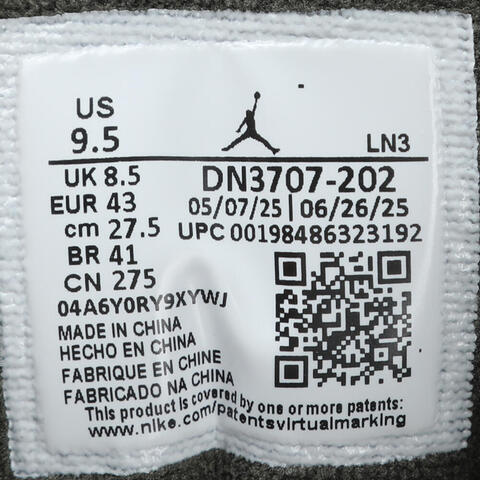 US
9.5
LN3
UK 8.5
DN3707-202
EUR 43
05/07/25 | 06/26/25
cm 27.5
UPC 00198486323192
BR 41
CN 275
04A6Y0RY9XYWJ
MADE IN CHINA
HECHO EN CHINA
FABRIQUE EN CHINE
FABRICADO NA CHINA
This product is covered by one or more patents:
www.nike.com/patentsvirtualmarking